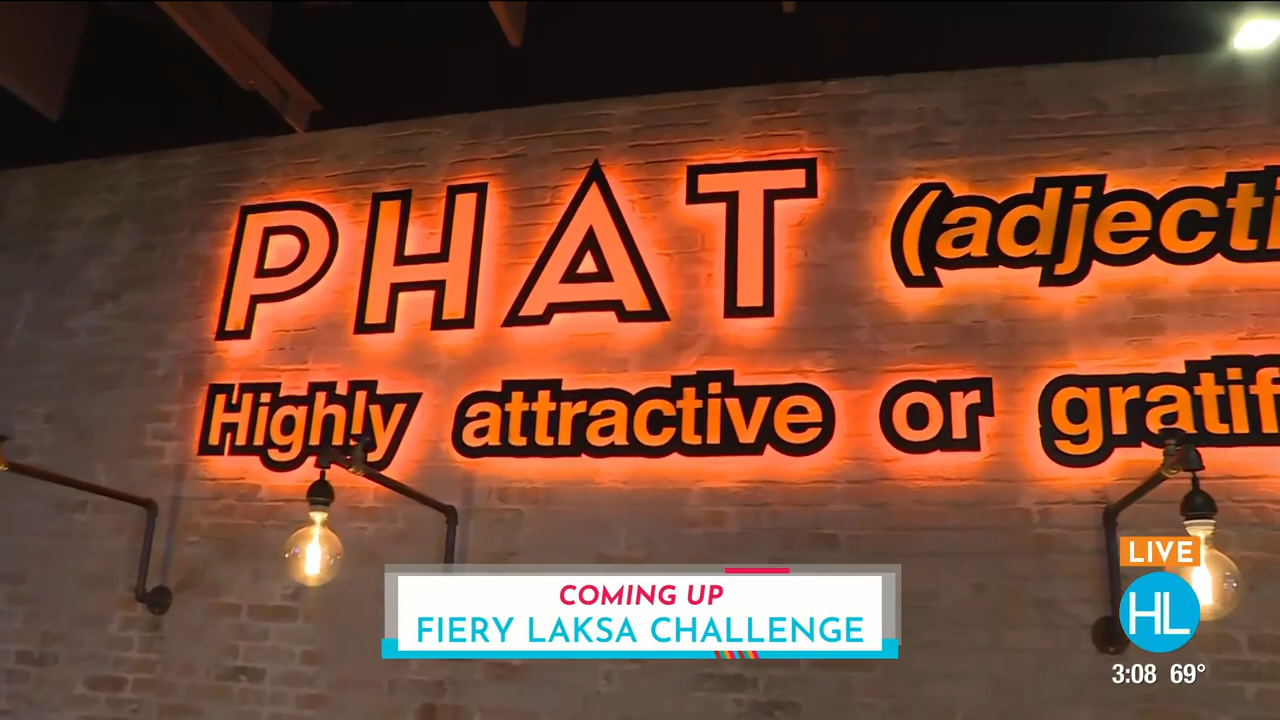 PHAT (adjecti
Highly attractive or gratif
COMING UP
FIERY LAKSA CHALLENGE
LIVE
HL
3:08 69°